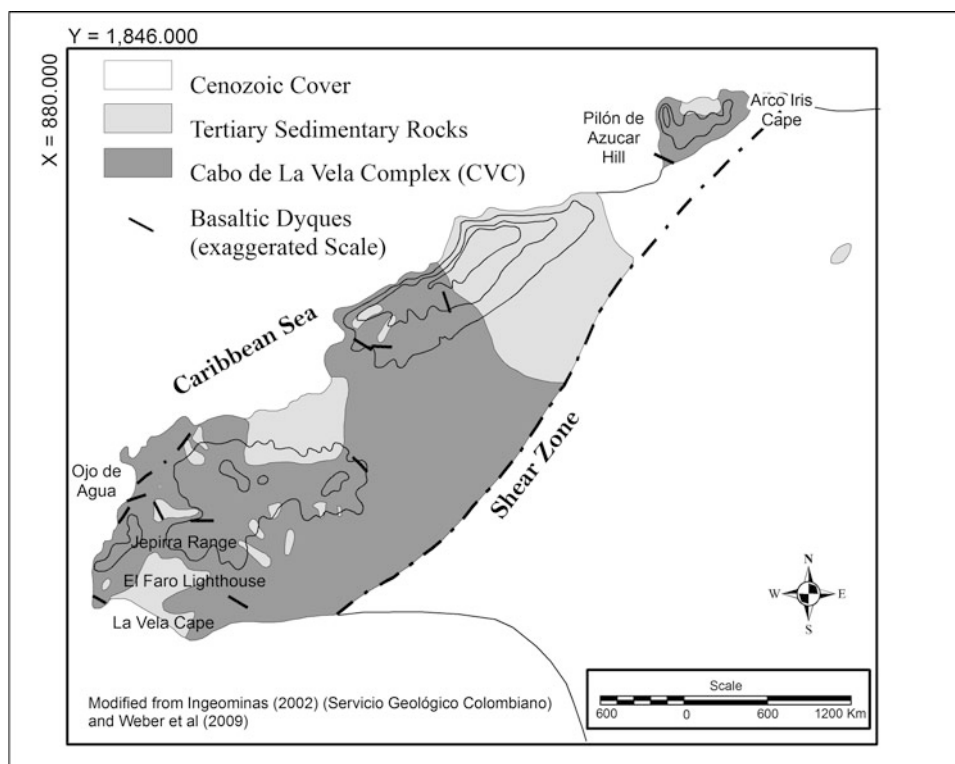 Y = 1,846.000
X = 880.000
Cenozoic Cover
Tertiary Sedimentary Rocks
Cabo de La Vela Complex (CVC)
Basaltic Dyques
(exaggerated Scale)
Pilón de
Azucar
Hill
Arco Iris
Cape
Caribbean Sea
Shear Zone
Ojo de
Agua
Jepirra Range
El Faro Lighthouse
La Vela Cape
N
W E
S
Modified from Ingeominas (2002) (Servicio Geológico Colombiano)
and Weber et al (2009)
Scale
600 0 600 1200 Km